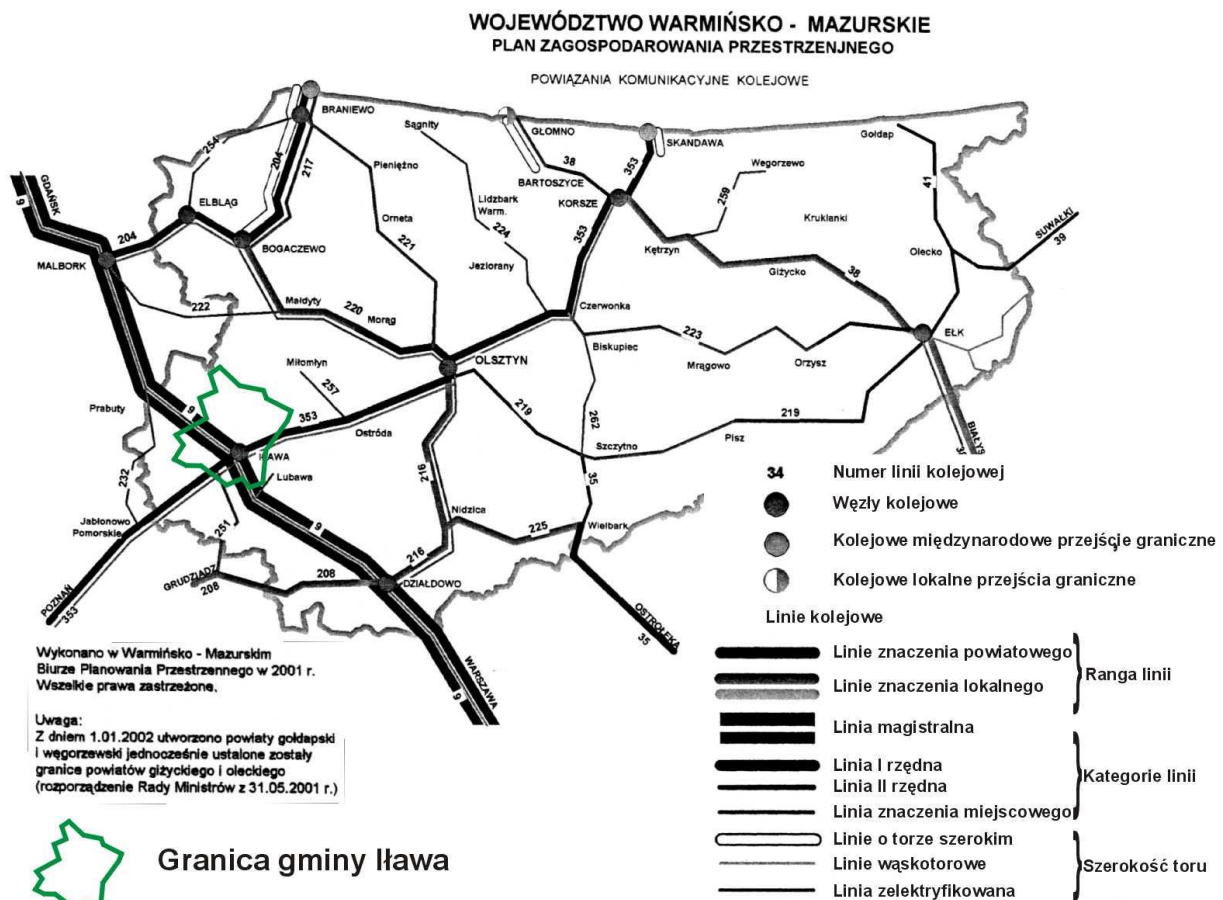 WOJEWÓDZTWO WARMIŃSKO - MAZURSKIE
PLAN ZAGOSPODAROWANIA PRZESTRZENJNEGO
POWIĄZANIA KOMUNIKACYJNE KOLEJOWE
BRANIEWO
Sągnity
GŁOMNO
SKANDAWA
Gołdap
254
204
217
Pieniężno
38
353
Węgorzewo
41
GDAŃSK
9
BARTOSZYCE
KORSZE
259
ELBLĄG
Lidzbark
Warm.
Orneta
Kruklanki
SUWAŁKI
39
204
BOGACZEWO
221
224
353
Kętrzyn
Olecko
MALBORK
Jeziorany
Giżycko
38
222
Małdyty
220
Morąg
Czerwonka
EŁK
223
Biskupiec
Miłomłyn
OLSZTYN
Mrągowo
Orzysz
257
Prabuty
9
353
219
262
219
Ostróda
Pisz
BIAŁYS
IŁAWA
Szczytno
Lubawa
232
216
35
Jabłonowo
Pomorskie
251
9
Nidzica
225
Wielbark
216
GRUDZIĄDZ
208
208
DZIAŁDOWO
POZNAŃ
353
OSTROŁĘKA
35
WARSZAWA
9
34 Numer linii kolejowej
Węzły kolejowe
Kolejowe międzynarodowe przejśćie graniczne
Kolejowe lokalne przejścia graniczne
Linie kolejowe
Linie znaczenia powiatowego
Linie znaczenia lokalnego
Ranga linii
Linia magistralna
Linia I rzędna
Linia II rzędna
Linia znaczenia miejscowego
Kategorie linii
Linie o torze szerokim
Linie wąskotorowe
Linia zelektryfikowana
Szerokość toru
Wykonano w Warmińsko - Mazurskim
Biurze Planowania Przestrzennego w 2001 r.
Wszelkie prawa zastrzeżone.
Uwaga:
Z dniem 1.01.2002 utworzono powiaty gołdapski
i węgorzewski jednocześnie ustalone zostały
granice powiatów giżyckiego i oleckiego
(rozporządzenie Rady Ministrów z 31.05.2001 r.)
Granica gminy Iława